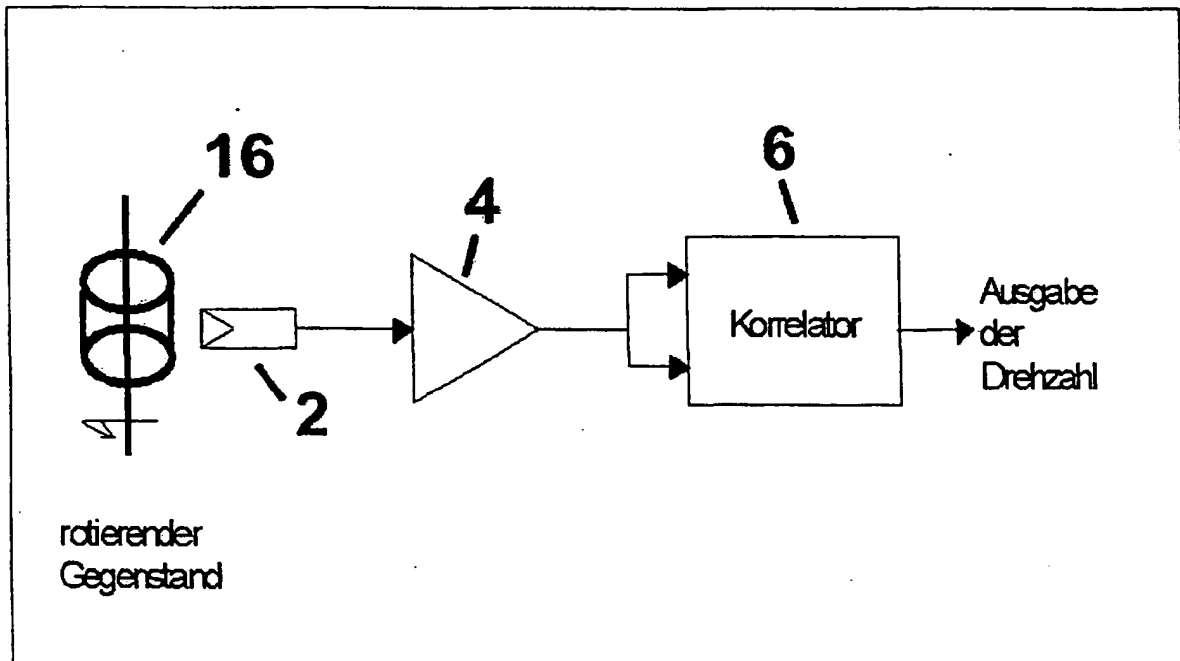 16
4
6
2
Korrelator
Ausgabe
der
Drehzahl
rotierender
Gegenstand